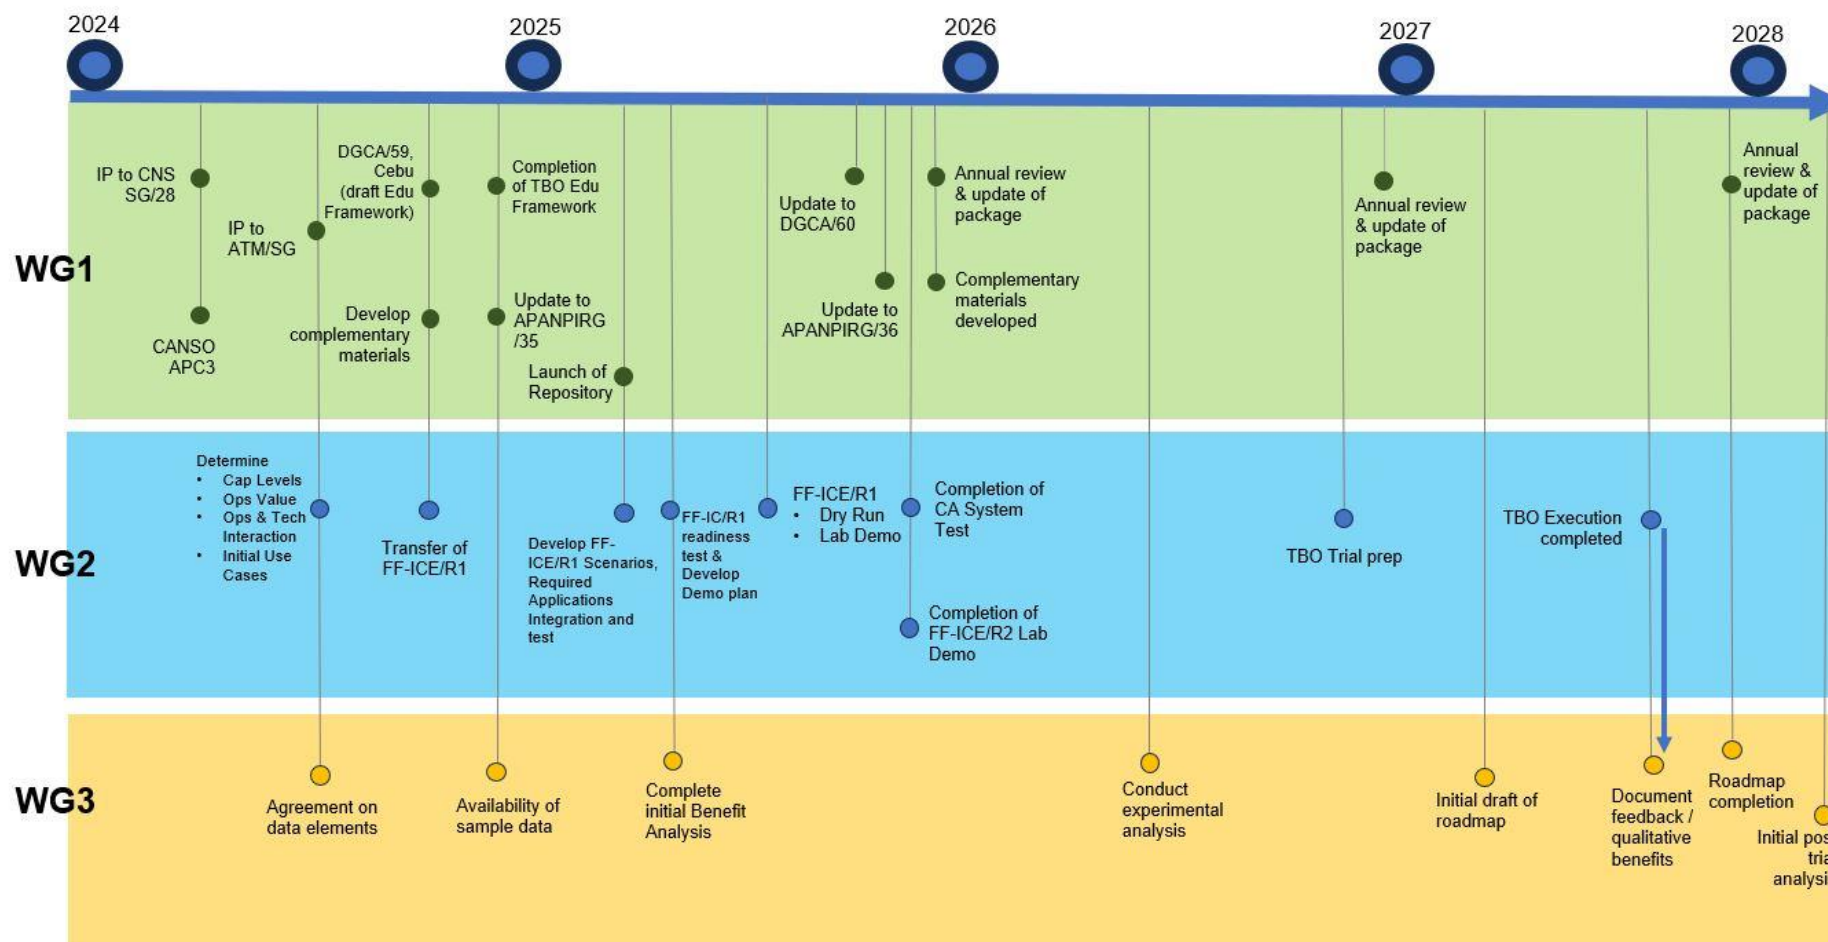 2024
2025
2026
2027
2028
WG1
IP to CNS
SG/28
IP to
ATM/SG
CANSO
APC3
DGCA/59,
Cebu
(draft Edu
Framework)
Develop
complementary
materials
Completion
of TBO Edu
Framework
Update to
APANPIRG
/35
Launch of
Repository
Update to
DGCA/60
Update to
APANPIRG/36
Annual review
& update of
package
Complementary
materials
developed
Annual review
& update of
package
Annual
review &
update of
package
WG2
Determine
• Cap Levels
• Ops Value
• Ops & Tech
Interaction
• Initial Use
Cases
Transfer of
FF-ICE/R1
Develop FF-
ICE/R1 Scenarios,
Required
Applications
Integration and
test
FF-IC/R1
readiness
test &
Develop
Demo plan
FF-ICE/R1
• Dry Run
• Lab Demo
Completion of
CA System
Test
Completion of
FF-ICE/R2 Lab
Demo
TBO Trial prep
TBO Execution
completed
WG3
Agreement on
data elements
Availability of
sample data
Complete
initial Benefit
Analysis
Conduct
experimental
analysis
Initial draft of
roadmap
Document
feedback /
qualitative
benefits
Roadmap
completion
Initial pos
tria
analysi